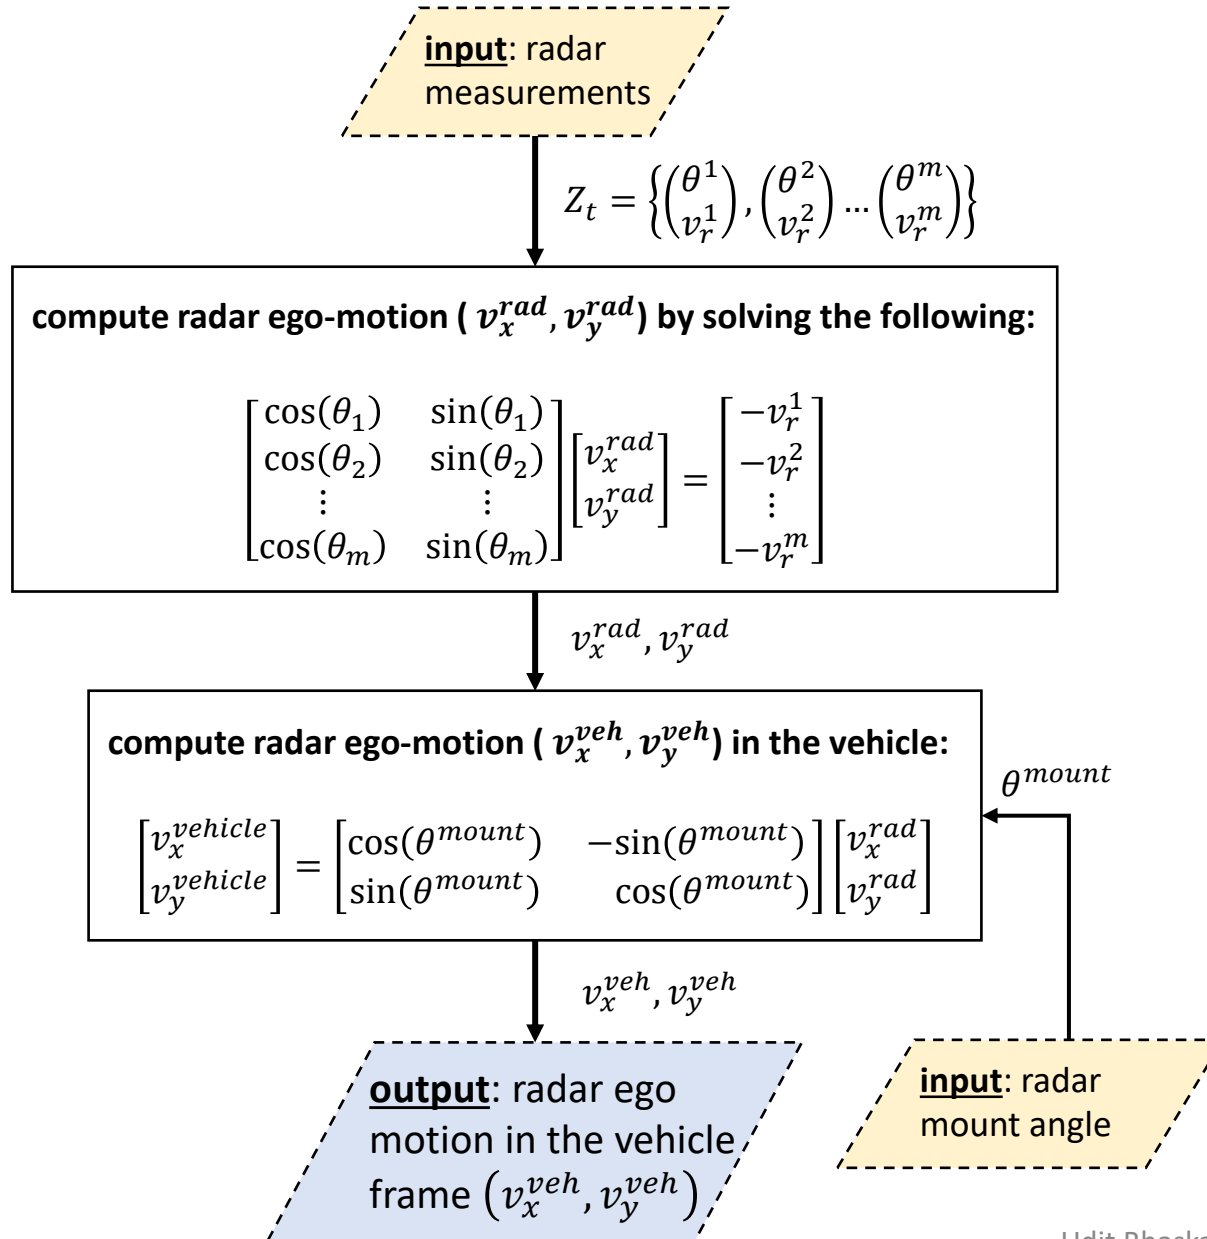 input: radar
measurements
Z_t = {(θ^1 v_r^1), (θ^2 v_r^2) … (θ^m v_r^m)}
compute radar ego-motion ( v_x^rad, v_y^rad) by solving the following:
[cos(θ_1) sin(θ_1)
cos(θ_2) sin(θ_2)
⋮ ⋮
cos(θ_m) sin(θ_m)] [v_x^rad
v_y^rad] = [−v_r^1
−v_r^2
⋮
−v_r^m]
v_x^rad, v_y^rad
compute radar ego-motion ( v_x^veh, v_y^veh) in the vehicle:
θ^mount
[v_x^vehicle
v_y^vehicle] = [cos(θ^mount) −sin(θ^mount)
sin(θ^mount) cos(θ^mount)] [v_x^rad
v_y^rad]
v_x^veh, v_y^veh
output: radar ego
motion in the vehicle
frame (v_x^veh, v_y^veh)
input: radar
mount angle